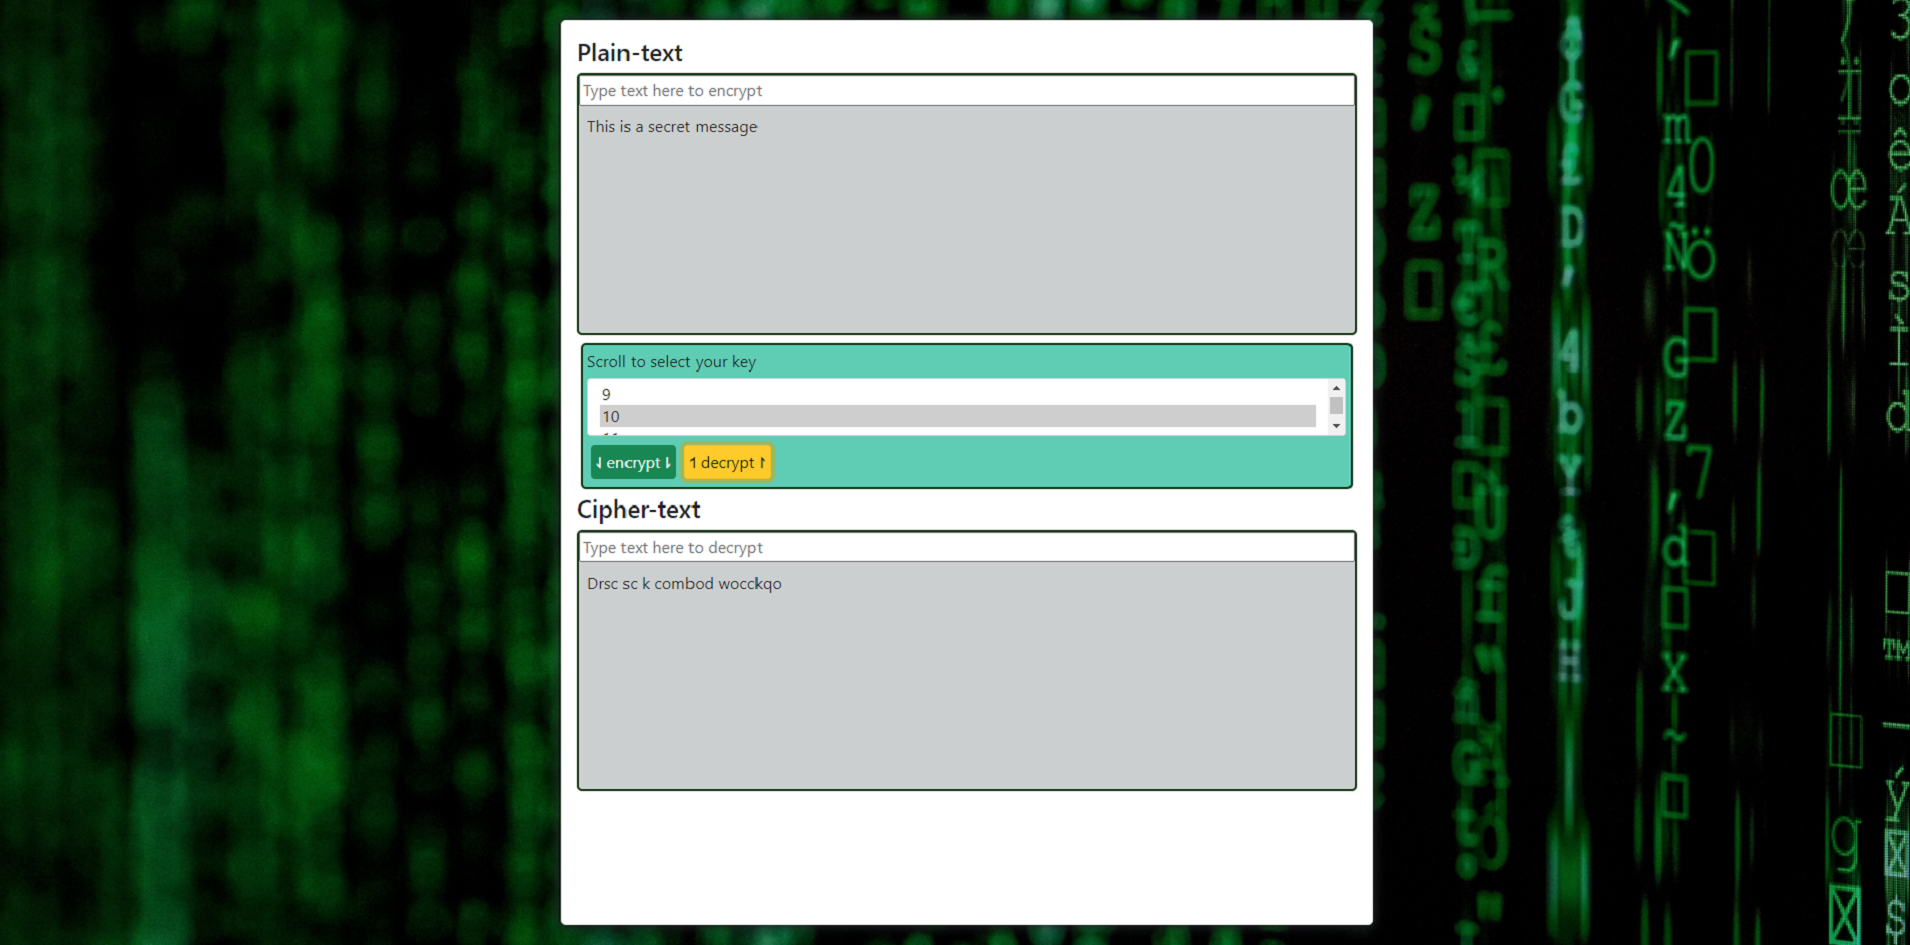 Plain-text
Type text here to encrypt
This is a secret message
Scroll to select your key
9
10
⇃ encrypt ⇂
↿ decrypt ↾
Cipher-text
Type text here to decrypt
Drsc sc k combod wocckqo